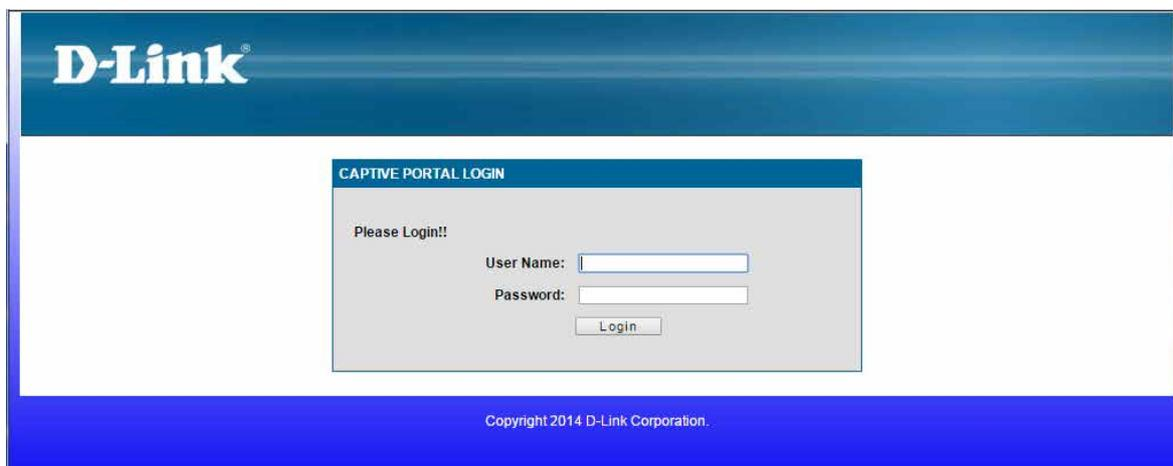 D-Link®
CAPTIVE PORTAL LOGIN
Please Login!!
User Name:
Password:
Login
Copyright 2014 D-Link Corporation.